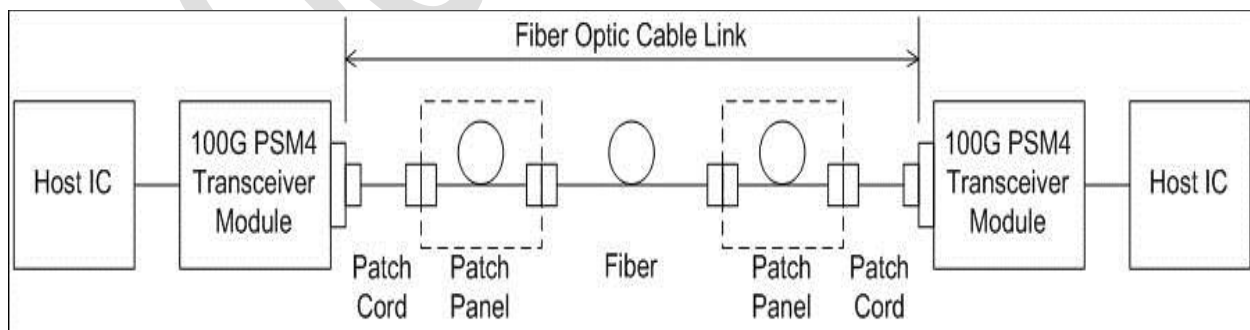 Fiber Optic Cable Link
Host IC
100G PSM4
Transceiver
Module
100G PSM4
Transceiver
Module
Host IC
Patch
Cord
Patch
Panel
Fiber
Patch
Panel
Patch
Cord